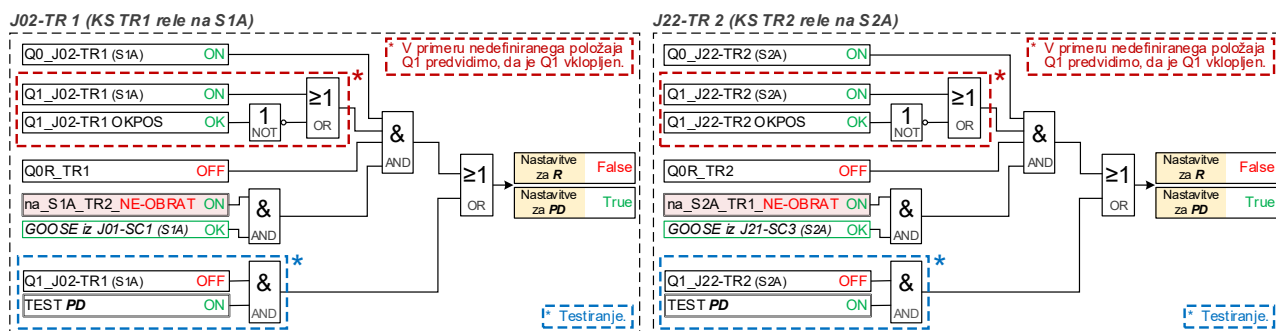 J02-TR 1 (KS TR1 rele na S1A)
Q0_J02-TR1 (S1A) ON
* V primeru nedefiniranega položaja
Q1 predvidimo, da je Q1 vklopljen.
*
Q1_J02-TR1 (S1A) ON
Q1_J02-TR1 OKPOS OK
1
NOT
≥1
OR
&
AND
Q0R_TR1 OFF
na_S1A_TR2_NE-OBRAT ON
GOOSE iz J01-SC1 (S1A) OK
&
AND
≥1
OR
Nastavitve
za R
False
Nastavitve
za PD
True
*
Q1_J02-TR1 (S1A) OFF
TEST PD ON
&
AND
* Testiranje.
J22-TR 2 (KS TR2 rele na S2A)
Q0_J22-TR2 (S2A) ON
* V primeru nedefiniranega položaja
Q1 predvidimo, da je Q1 vklopljen.
*
Q1_J22-TR2 (S2A) ON
Q1_J22-TR2 OKPOS OK
1
NOT
≥1
OR
&
AND
Q0R_TR2 OFF
na_S2A_TR1_NE-OBRAT ON
GOOSE iz J21-SC3 (S2A) OK
&
AND
≥1
OR
Nastavitve
za R
False
Nastavitve
za PD
True
*
Q1_J22-TR2 (S2A) OFF
TEST PD ON
&
AND
* Testiranje.